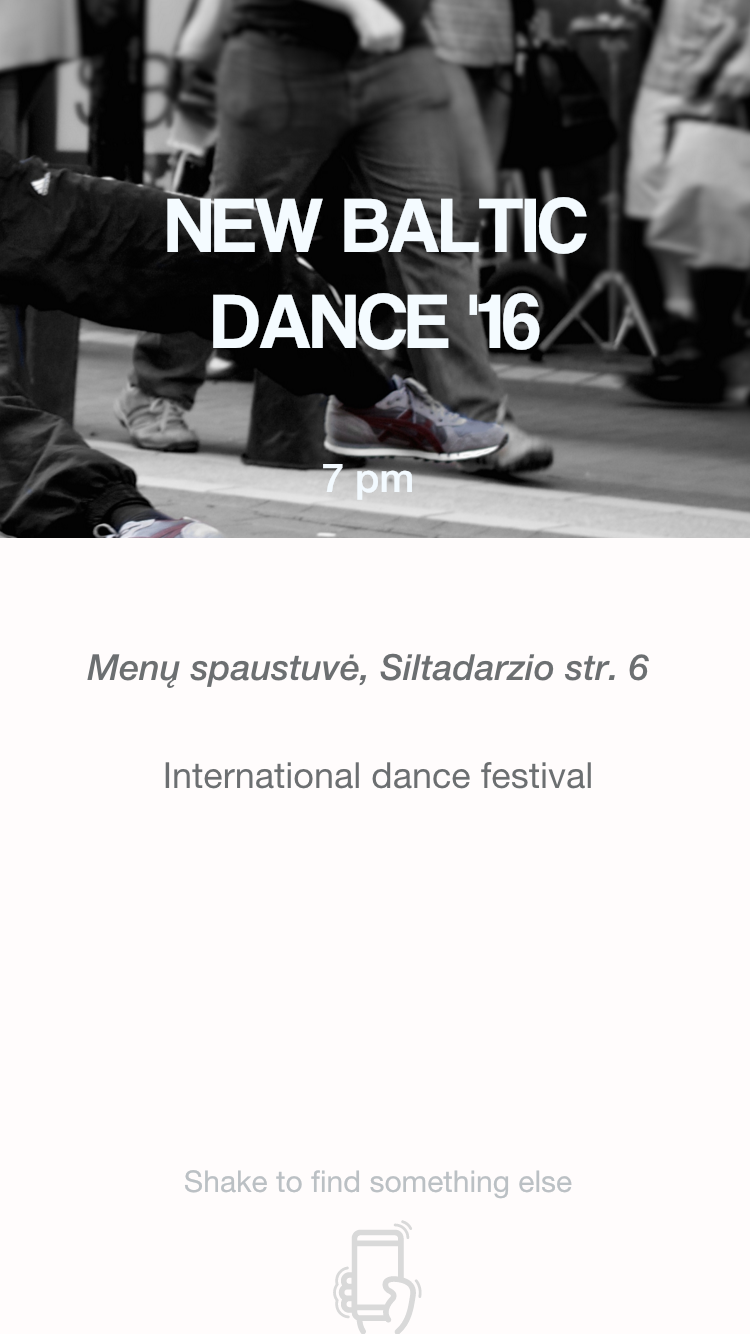 NEW BALTIC
DANCE '16
7 pm
Menų spaustuvė, Siltadarzio str. 6
International dance festival
Shake to find something else